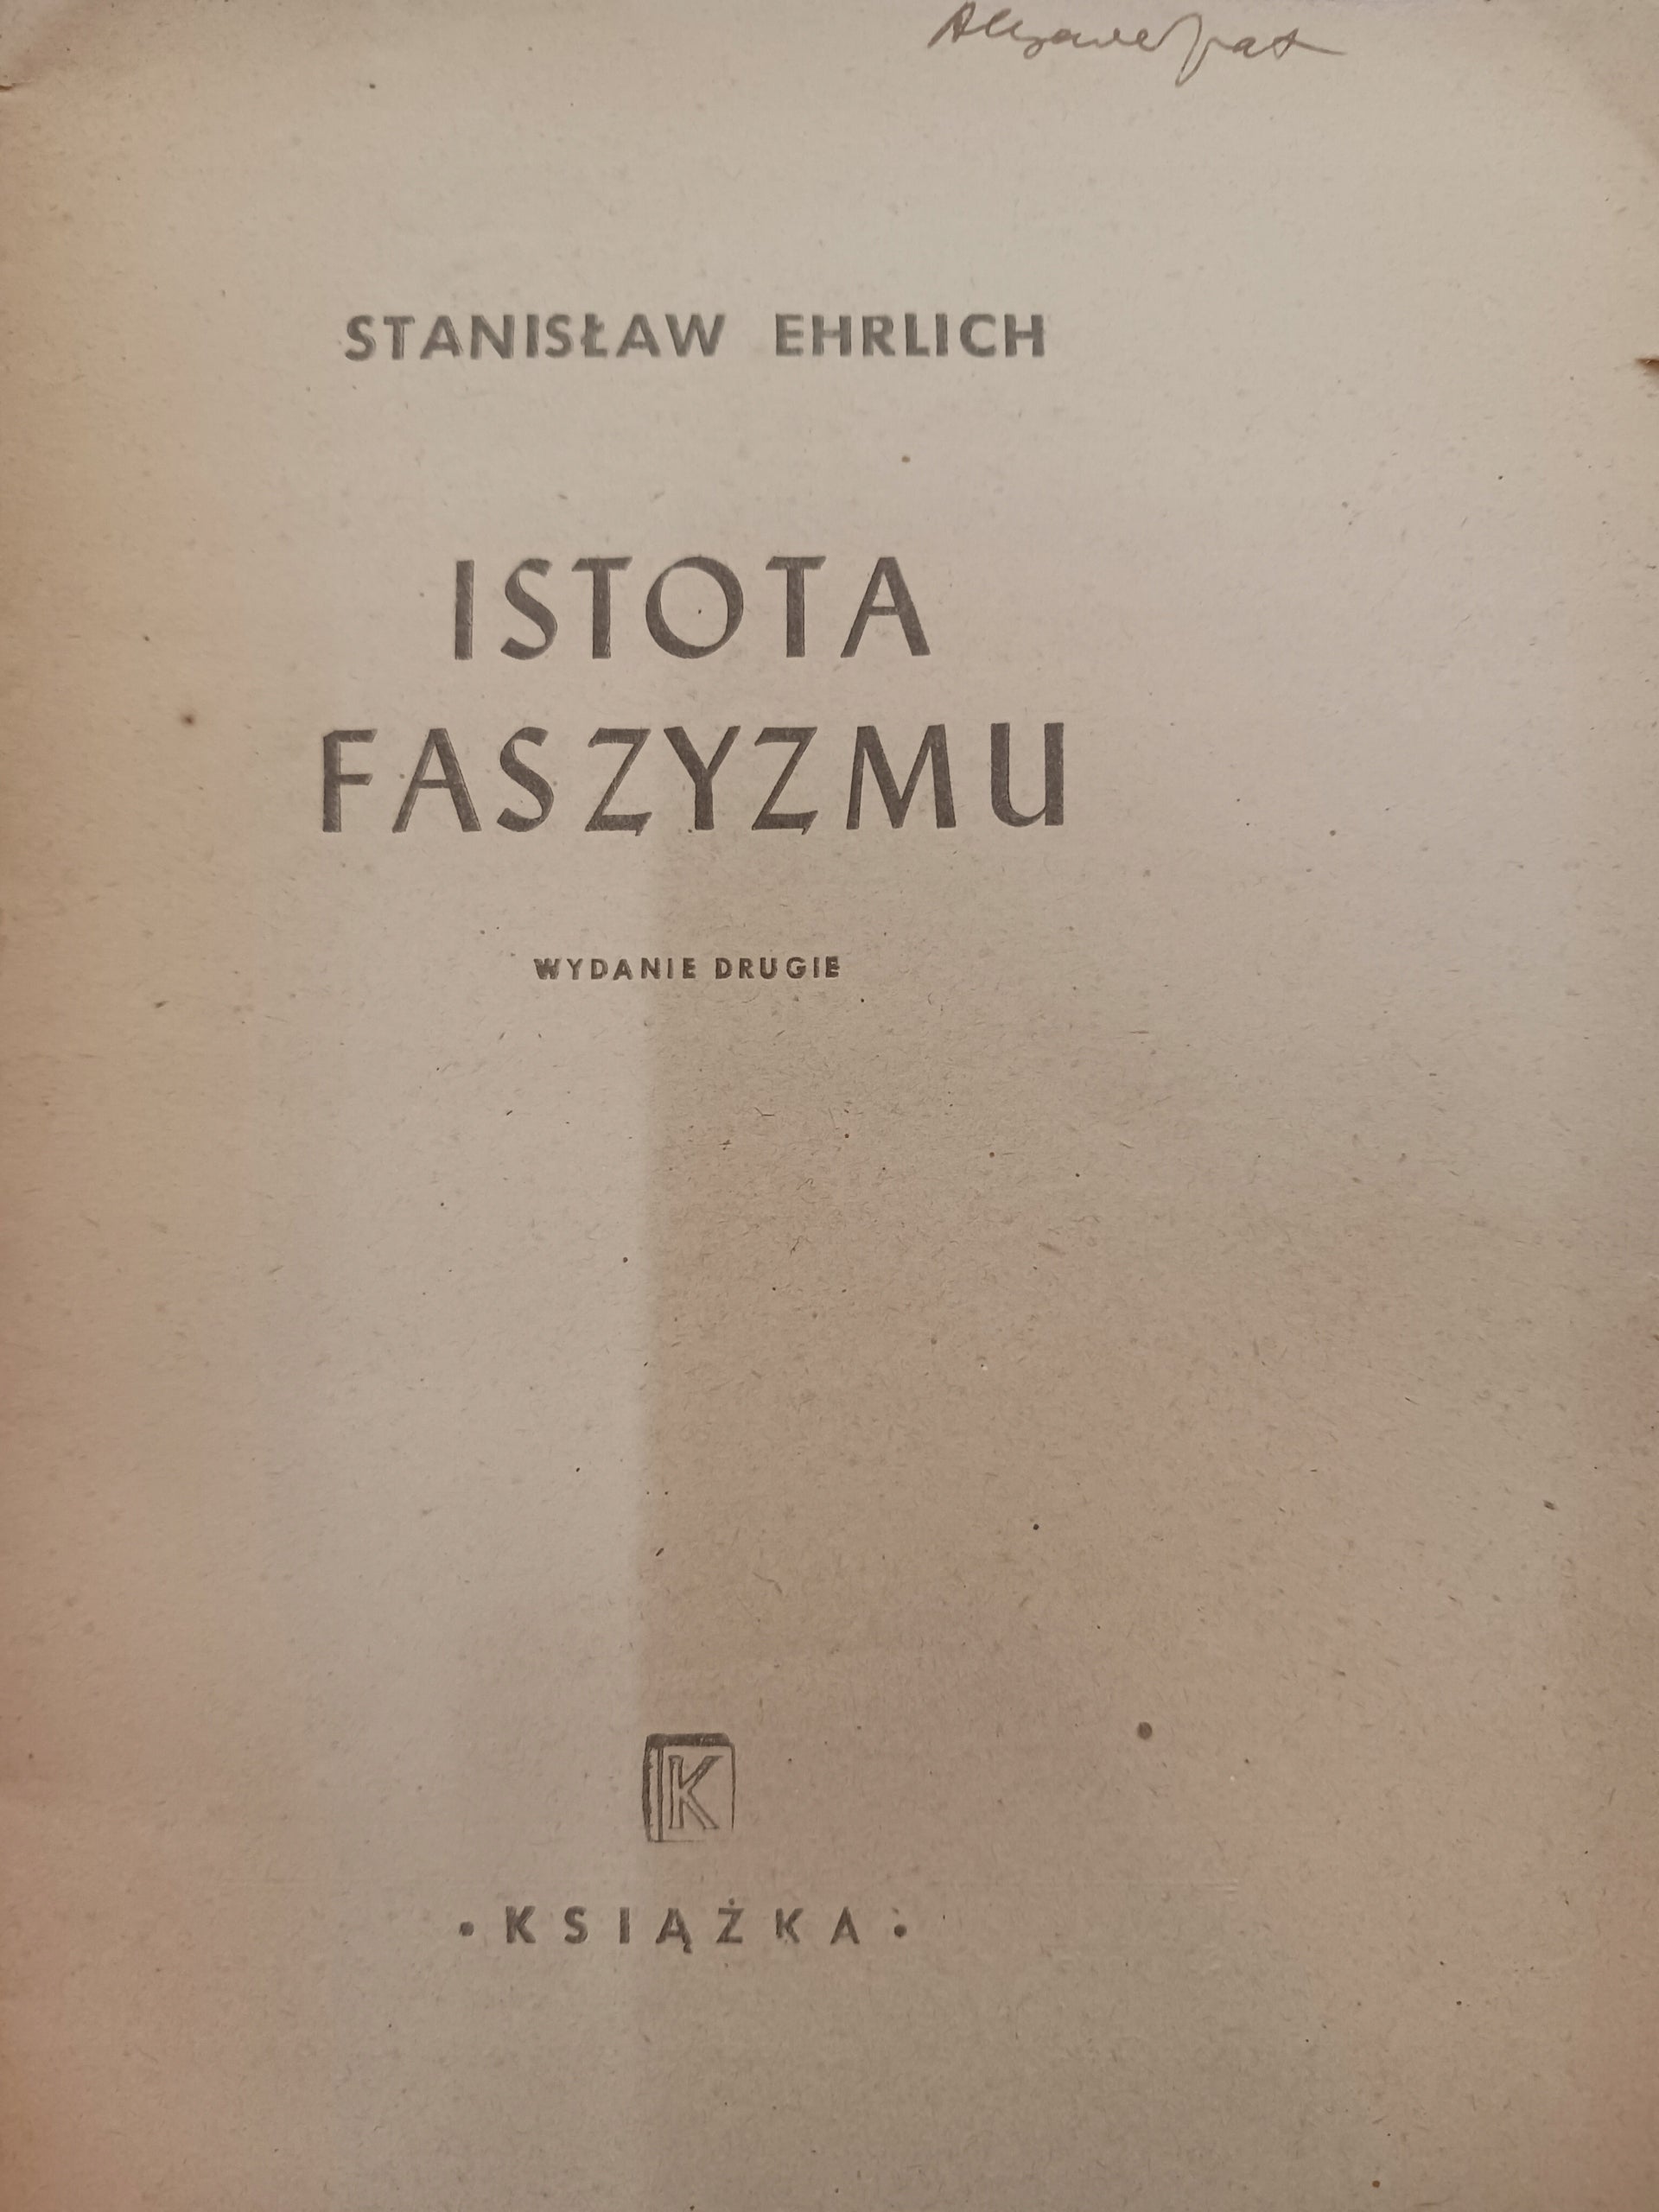 STANISŁAW EHRLICH
ISTOTA
FASZYZMU
WYDANIE DRUGIE
K
• KSIĄŻKA •